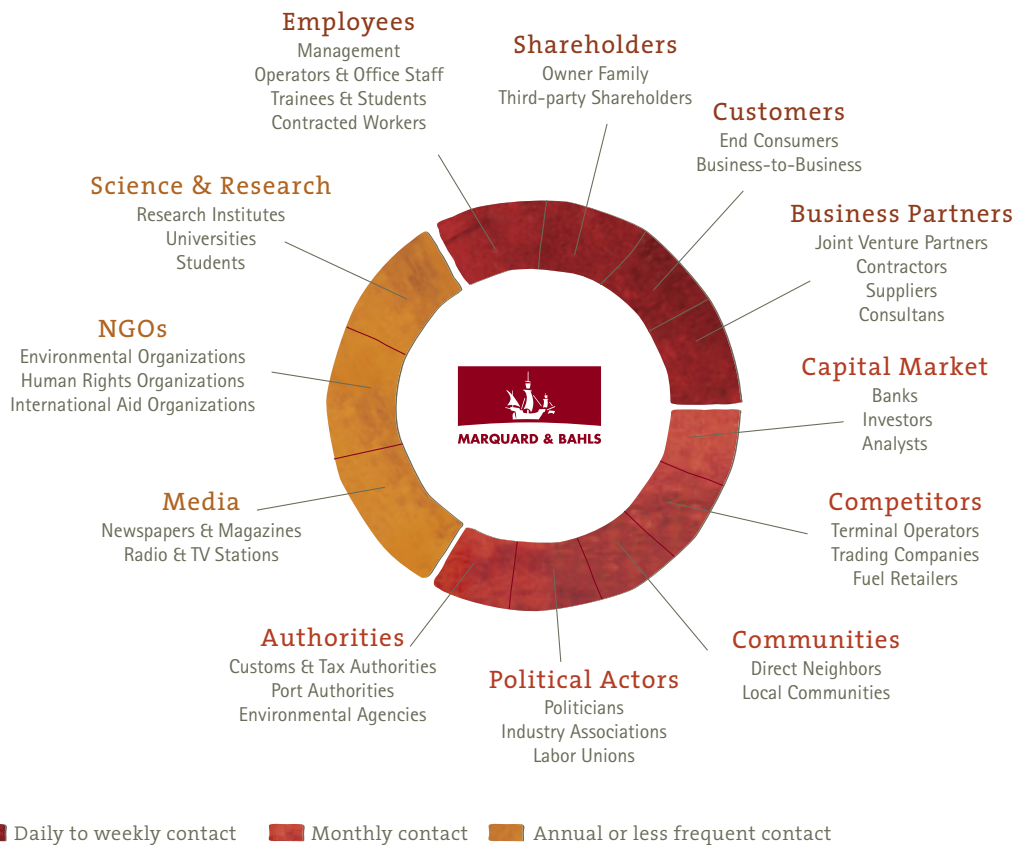 Employees
Management
Operators & Office Staff
Trainees & Students
Contracted Workers
Shareholders
Owner Family
Third-party Shareholders
Customers
End Consumers
Business-to-Business
Business Partners
Joint Venture Partners
Contractors
Suppliers
Consultans
Capital Market
Banks
Investors
Analysts
Competitors
Terminal Operators
Trading Companies
Fuel Retailers
Communities
Direct Neighbors
Local Communities
Political Actors
Politicians
Industry Associations
Labor Unions
Authorities
Customs & Tax Authorities
Port Authorities
Environmental Agencies
Media
Newspapers & Magazines
Radio & TV Stations
NGOs
Environmental Organizations
Human Rights Organizations
International Aid Organizations
Science & Research
Research Institutes
Universities
Students
MARQUARD & BAHLS
Daily to weekly contact
Monthly contact
Annual or less frequent contact